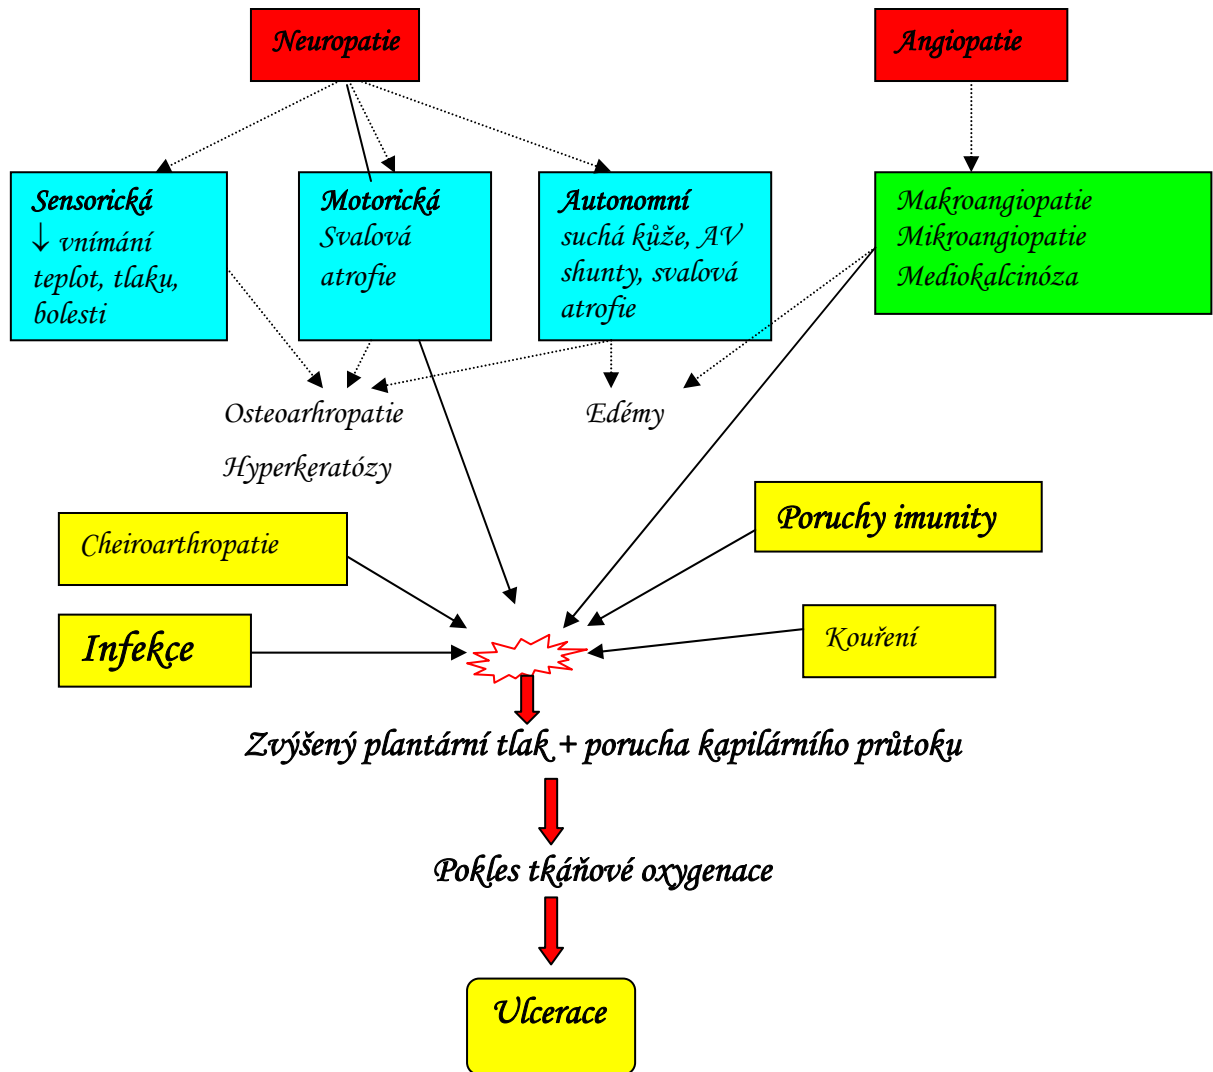 Neuropatie
Angiopatie
Sensorická
↓ vnímání
teplot, tlaku,
bolesti
Motorická
Svalová
atrofie
Autonomní
suchá kůže, AV
shunty, svalová
atrofie
Makroangiopatie
Mikroangiopatie
Mediokalcinóza
Osteoarhropatie
Edémy
Hyperkeratózy
Poruchy imunity
Cheiroarthropatie
Infekce
Kouření
Zvýšený plantární tlak + porucha kapilárního průtoku
Pokles tkáňové oxygenace
Ulcerace